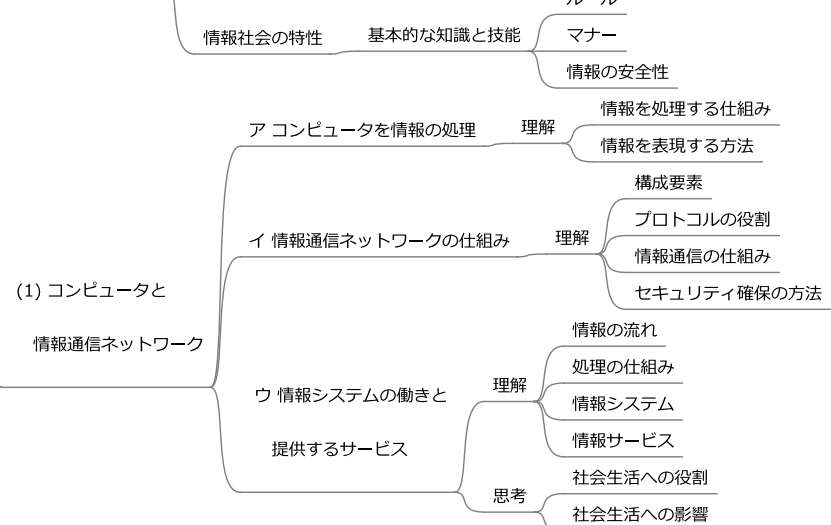 ルール
情報社会の特性
基本的な知識と技能
マナー
情報の安全性
ア コンピュータを情報の処理
理解
情報を処理する仕組み
情報を表現する方法
(1) コンピュータと
情報通信ネットワーク
イ 情報通信ネットワークの仕組み
理解
構成要素
プロトコルの役割
情報通信の仕組み
セキュリティ確保の方法
ウ 情報システムの働きと
提供するサービス
理解
情報の流れ
処理の仕組み
情報システム
情報サービス
思考
社会生活への役割
社会生活への影響